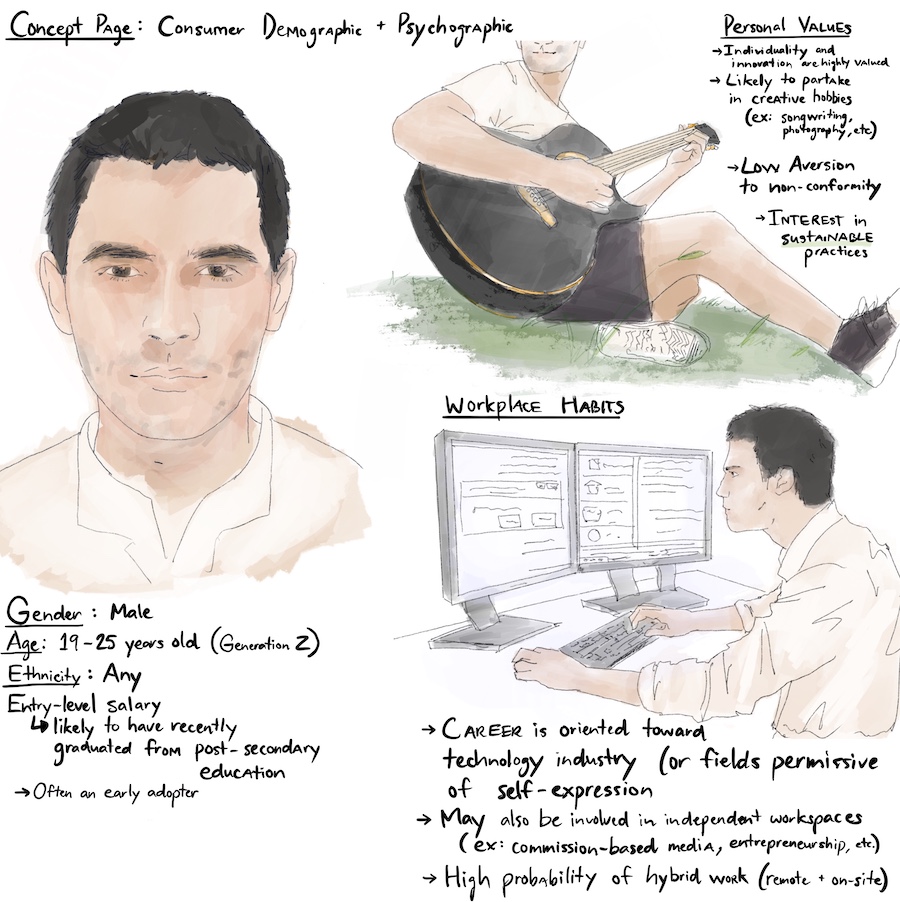 Concept Page: Consumer Demographic + Psychographic
Personal Values
→ Individuality and
innovation are highly valued
→ Likely to partake
in creative hobbies
(ex: songwriting,
photography, etc)
→ Low Aversion
to non-conformity
→ Interest in
sustainable
practices
Gender: Male
Age: 19-25 years old (Generation Z)
Ethnicity: Any
Entry-level salary
↳ likely to have recently
graduated from post-secondary
education
→ Often an early adopter
Workplace Habits
→ Career is oriented toward
technology industry (or fields permissive
of self-expression
→ May also be involved in independent workspaces
(ex: commission-based media, entrepreneurship, etc.)
→ High probability of hybrid work (remote + on-site)